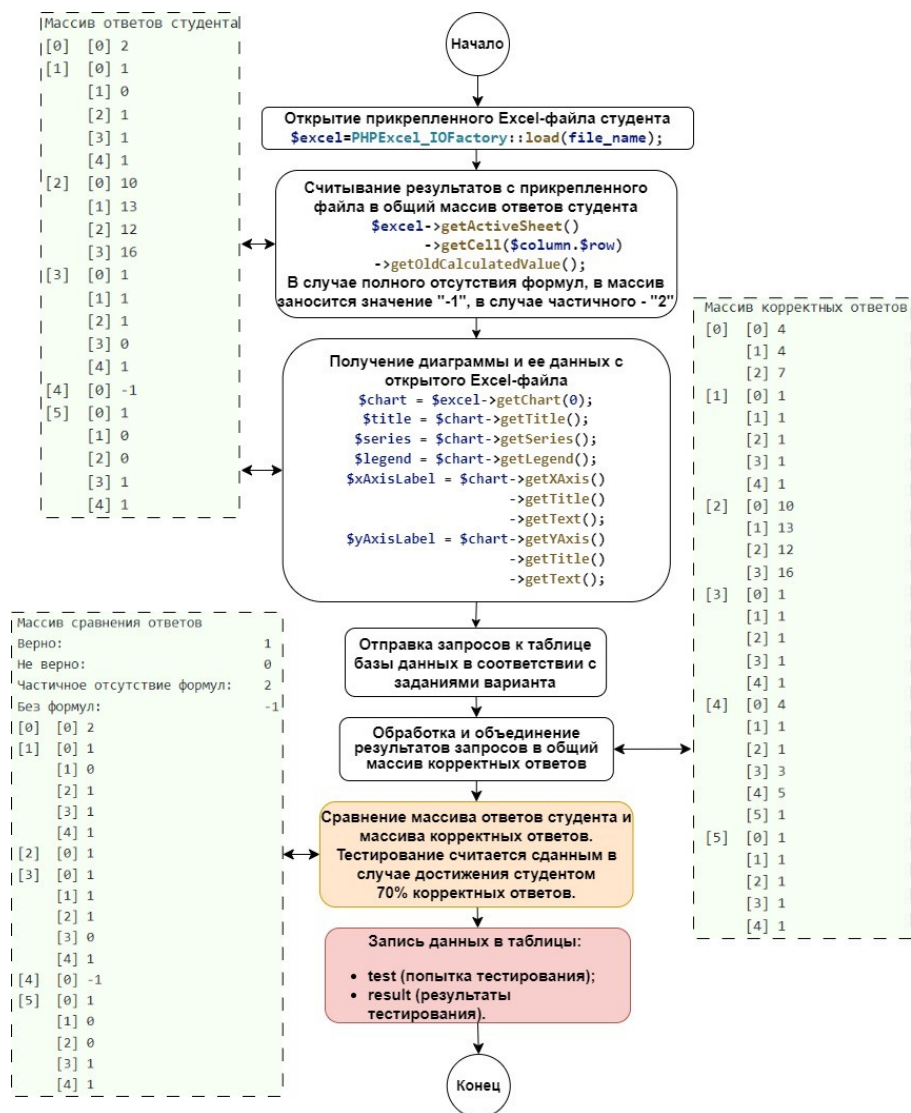 Массив ответов студента
[0] [0] 2
[1] [0] 1
[1] 0
[2] 1
[3] 1
[4] 1
[2] [0] 10
[1] 13
[2] 12
[3] 16
[3] [0] 1
[1] 1
[2] 1
[3] 0
[4] 1
[4] [0] -1
[5] [0] 1
[1] 0
[2] 0
[3] 1
[4] 1
Начало
Открытие прикрепленного Excel-файла студента
$excel=PHPExcel_IOFactory::load(file_name);
Считывание результатов с прикрепленного
файла в общий массив ответов студента
$excel->getActiveSheet()
->getCell($column.$row)
->getOldCalculatedValue();
В случае полного отсутствия формул, в массив
заносится значение "-1", в случае частичного - "2"
Получение диаграммы и ее данных с
открытого Excel-файла
$chart = $excel->getChart(0);
$title = $chart->getTitle();
$series = $chart->getSeries();
$legend = $chart->getLegend();
$xAxisLabel = $chart->getXAxis()
->getTitle()
->getText();
$yAxisLabel = $chart->getYAxis()
->getTitle()
->getText();
Массив корректных ответов
[0] [0] 4
[1] 4
[2] 7
[1] [0] 1
[1] 1
[2] 1
[3] 1
[4] 1
[2] [0] 10
[1] 13
[2] 12
[3] 16
[3] [0] 1
[1] 1
[2] 1
[3] 1
[4] 1
[4] [0] 4
[1] 1
[2] 1
[3] 3
[4] 5
[5] 1
[5] [0] 1
[1] 1
[2] 1
[3] 1
[4] 1
Отправка запросов к таблице
базы данных в соответствии с
заданиями варианта
Обработка и объединение
результатов запросов в общий
массив корректных ответов
Массив сравнения ответов
Верно: 1
Не верно: 0
Частичное отсутствие формул: 2
Без формул: -1
[0] [0] 2
[1] [0] 1
[1] 0
[2] 1
[3] 1
[4] 1
[2] [0] 1
[3] [0] 1
[1] 1
[2] 1
[3] 0
[4] 1
[4] [0] -1
[5] [0] 1
[1] 0
[2] 0
[3] 1
[4] 1
Сравнение массива ответов студента и
массива корректных ответов.
Тестирование считается сданным в
случае достижения студентом
70% корректных ответов.
Запись данных в таблицы:
• test (попытка тестирования);
• result (результаты
тестирования).
Конец